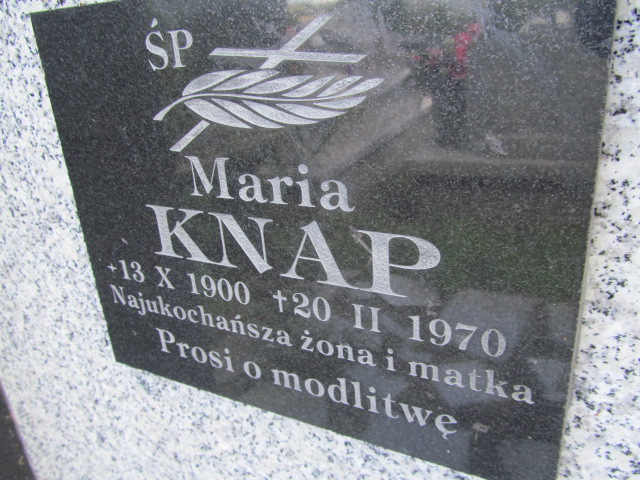 ŚP
Maria
KNAP
+13 X 1900 †20 II 1970
Najukochańsza żona i matka
Prosi o modlitwę